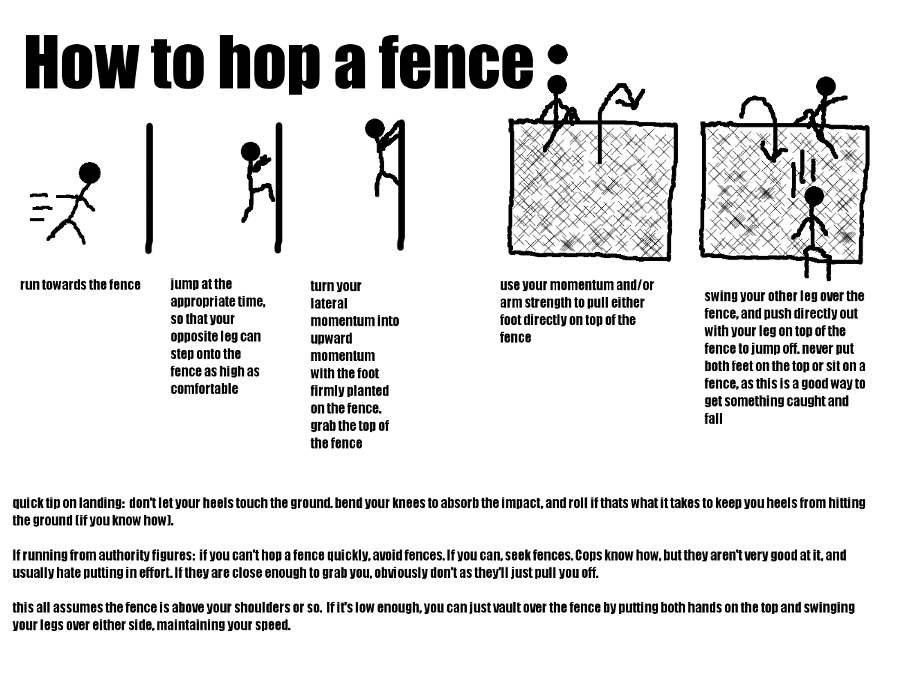 How to hop a fence:
run towards the fence
jump at the
appropriate time,
so that your
opposite leg can
step onto the
fence as high as
comfortable
turn your
lateral
momentum into
upward
momentum
with the foot
firmly planted
on the fence.
grab the top of
the fence
use your momentum and/or
arm strength to pull either
foot directly on top of the
fence
swing your other leg over the
fence, and push directly out
with your leg on top of the
fence to jump off. never put
both feet on the top or sit on a
fence, as this is a good way to
get something caught and
fall
quick tip on landing: don't let your heels touch the ground. bend your knees to absorb the impact, and roll if thats what it takes to keep you heels from hitting
the ground (if you know how).
If running from authority figures: if you can't hop a fence quickly, avoid fences. If you can, seek fences. Cops know how, but they aren't very good at it, and
usually hate putting in effort. If they are close enough to grab you, obviously don't as they'll just pull you off.
this all assumes the fence is above your shoulders or so. If it's low enough, you can just vault over the fence by putting both hands on the top and swinging
your legs over either side, maintaining your speed.